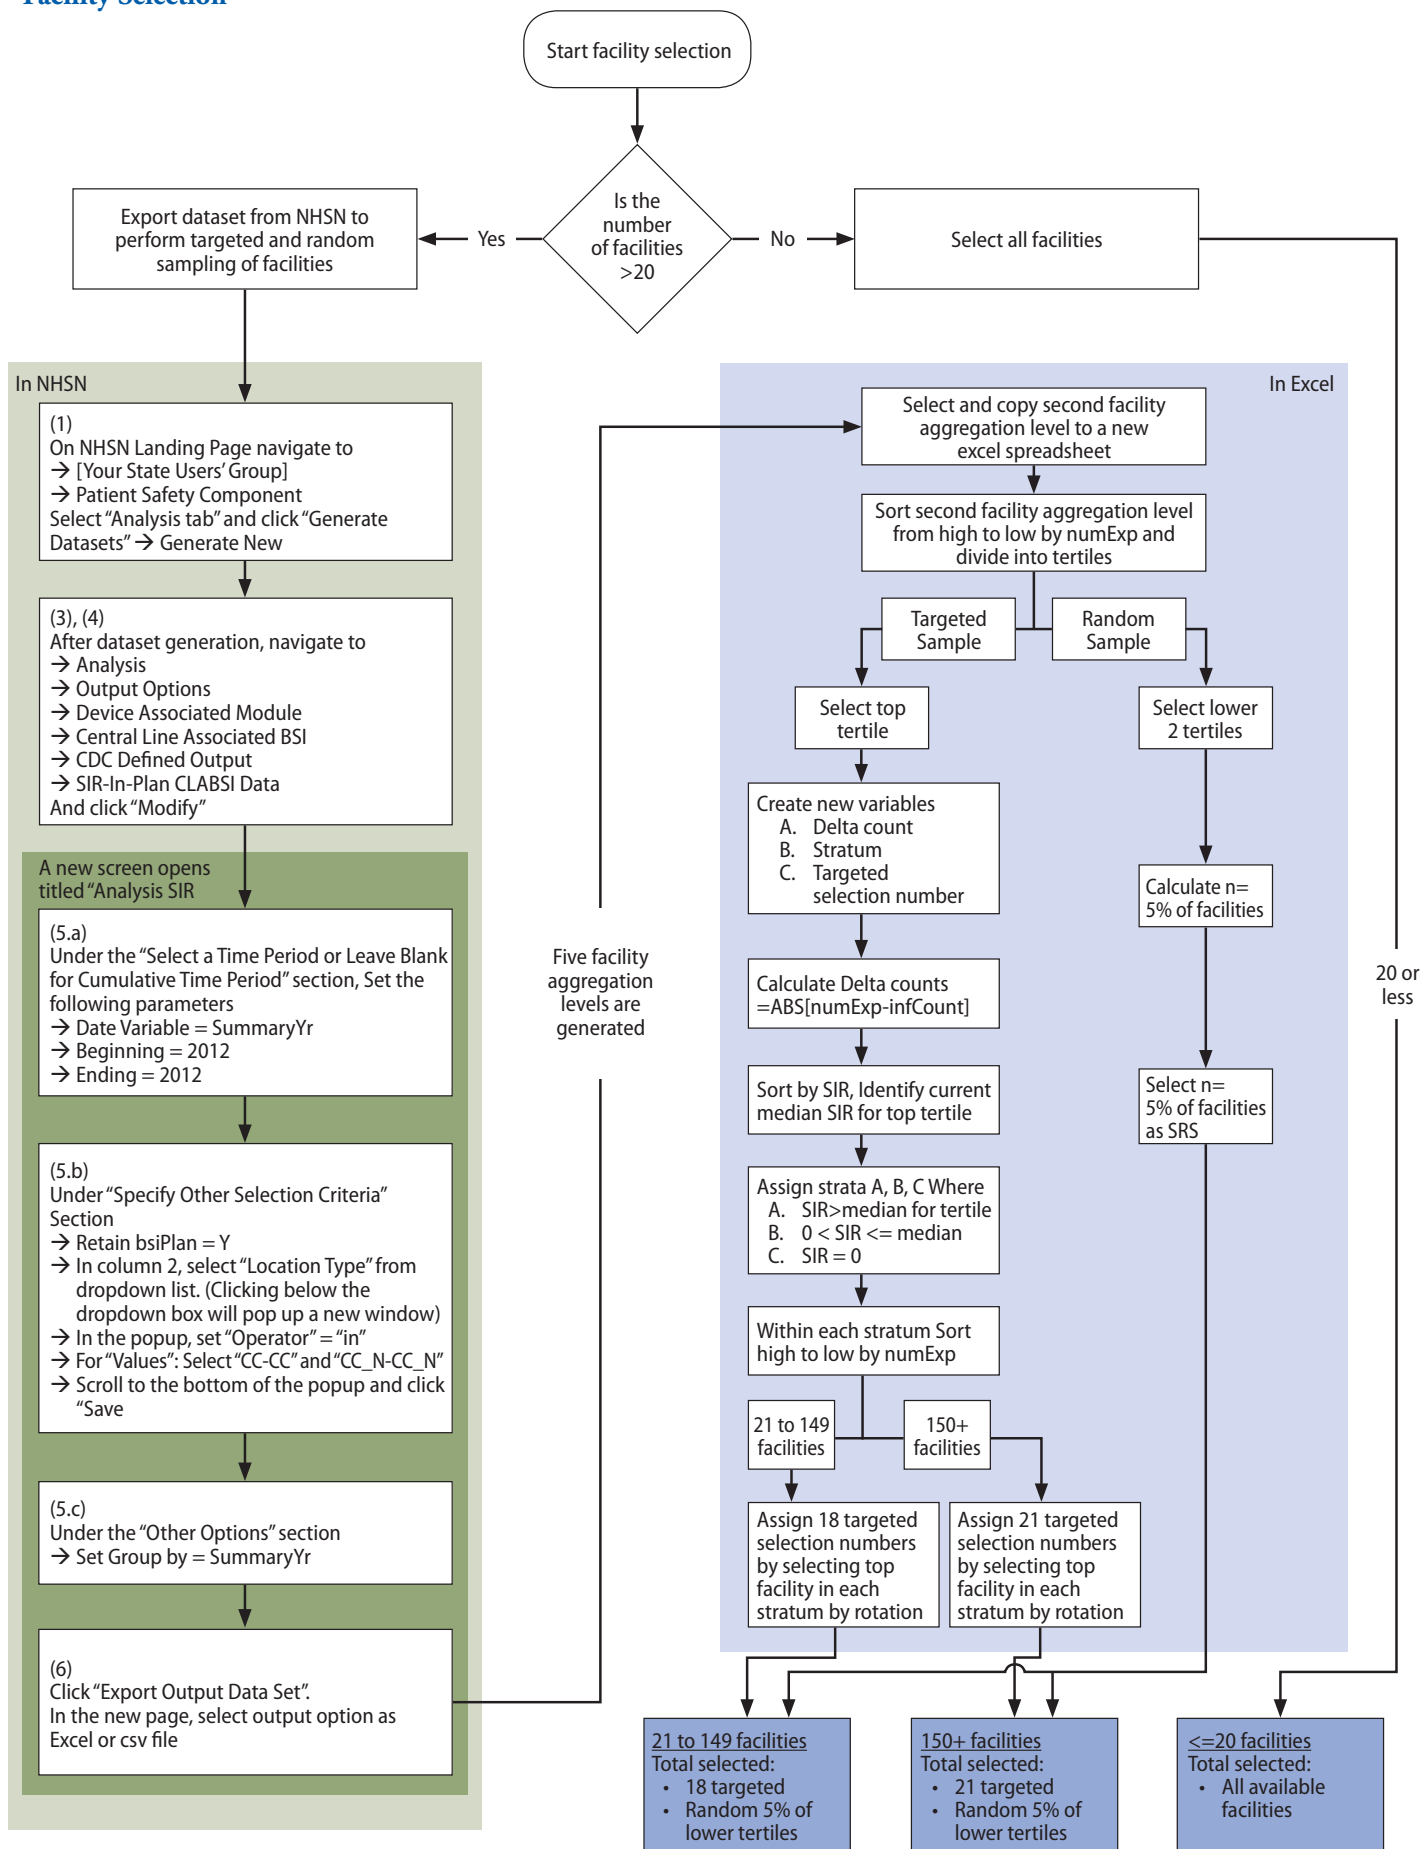 Facility Selection
Start facility selection
Is the
number
of facilities
>20
Yes
No
Export dataset from NHSN to
perform targeted and random
sampling of facilities
Select all facilities
In NHSN
(1)
On NHSN Landing Page navigate to
→ [Your State Users’ Group]
→ Patient Safety Component
Select “Analysis tab” and click “Generate
Datasets” → Generate New
(3), (4)
After dataset generation, navigate to
→ Analysis
→ Output Options
→ Device Associated Module
→ Central Line Associated BSI
→ CDC Defined Output
→ SIR-In-Plan CLABSI Data
And click “Modify”
A new screen opens
titled “Analysis SIR
(5.a)
Under the “Select a Time Period or Leave Blank
for Cumulative Time Period” section, Set the
following parameters
→ Date Variable = SummaryYr
→ Beginning = 2012
→ Ending = 2012
(5.b)
Under “Specify Other Selection Criteria”
Section
→ Retain bsiPlan = Y
→ In column 2, select “Location Type” from
dropdown list. (Clicking below the
dropdown box will pop up a new window)
→ In the popup, set “Operator” = “in”
→ For “Values”: Select “CC-CC” and “CC_N-CC_N”
→ Scroll to the bottom of the popup and click
“Save
(5.c)
Under the “Other Options” section
→ Set Group by = SummaryYr
(6)
Click “Export Output Data Set”.
In the new page, select output option as
Excel or csv file
Five facility
aggregation
levels are
generated
In Excel
Select and copy second facility
aggregation level to a new
excel spreadsheet
Sort second facility aggregation level
from high to low by numExp and
divide into tertiles
Targeted
Sample
Random
Sample
Select top
tertile
Select lower
2 tertiles
Create new variables
A. Delta count
B. Stratum
C. Targeted
selection number
Calculate n=
5% of facilities
Calculate Delta counts
=ABS[numExp-infCount]
Sort by SIR, Identify current
median SIR for top tertile
Select n=
5% of facilities
as SRS
Assign strata A, B, C Where
A. SIR>median for tertile
B. 0 < SIR <= median
C. SIR = 0
Within each stratum Sort
high to low by numExp
21 to 149
facilities
150+
facilities
Assign 18 targeted
selection numbers
by selecting top
facility in each
stratum by rotation
Assign 21 targeted
selection numbers
by selecting top
facility in each
stratum by rotation
20 or
less
21 to 149 facilities
Total selected:
• 18 targeted
• Random 5% of
lower tertiles
150+ facilities
Total selected:
• 21 targeted
• Random 5% of
lower tertiles
<=20 facilities
Total selected:
• All available
facilities